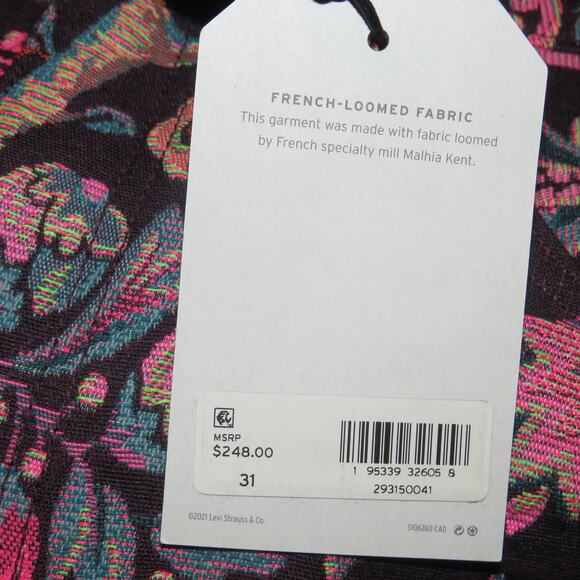 FRENCH-LOOMED FABRIC
This garment was made with fabric loomed
by French specialty mill Malhia Kent.
MSRP
$248.00
31
1 95339 32605 8
293150041
©2021 Levi Strauss & Co.
S106260 CAD